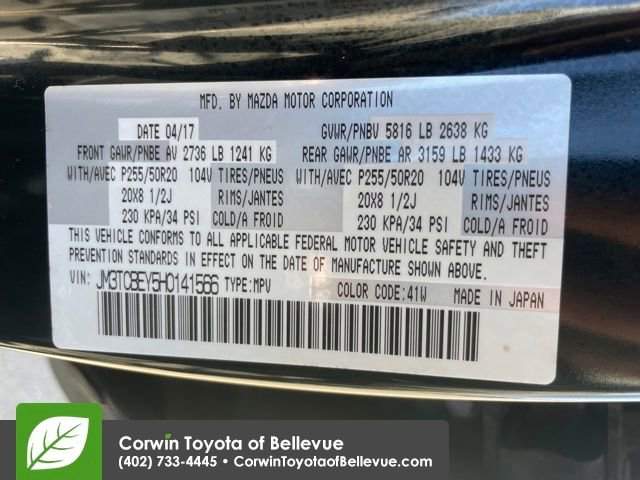 MFD. BY MAZDA MOTOR CORPORATION
DATE 04/17 GVWR/PNBV 5816 LB 2638 KG
FRONT GAWR/PNBE AV 2736 LB 1241 KG REAR GAWR/PNBE AR 3159 LB 1433 KG
WITH/AVEC P255/50R20 104V TIRES/PNEUS WITH/AVEC P255/50R20 104V TIRES/PNEUS
20X8 1/2J RIMS/JANTES 20X8 1/2J RIMS/JANTES
230 KPA/34 PSI COLD/A FROID 230 KPA/34 PSI COLD/A FROID
THIS VEHICLE CONFORMS TO ALL APPLICABLE FEDERAL MOTOR VEHICLE SAFETY AND THEFT
PREVENTION STANDARDS IN EFFECT ON THE DATE OF MANUFACTURE SHOWN ABOVE.
VIN: JM3TCBEY5H0141566 TYPE:MPV COLOR CODE:41W MADE IN JAPAN
Corwin Toyota of Bellevue
(402) 733-4445 • CorwinToyotaofBellevue.com